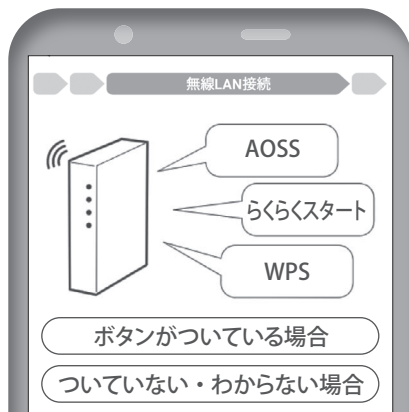 無線LAN接続
AOSS
らくらくスタート
WPS
ボタンがついている場合
ついていない・わからない場合